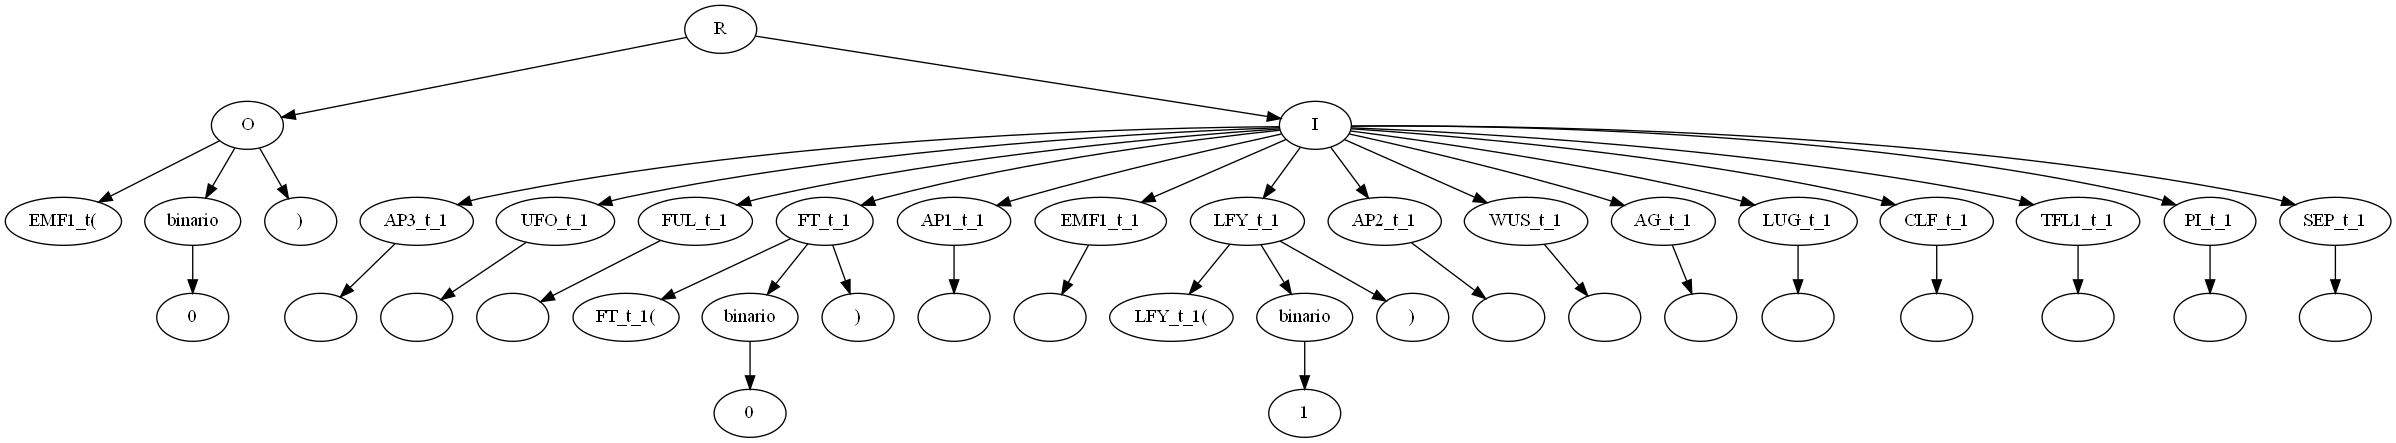 R
O
I
EMF1_t(
binario
)
AP3_t_1
UFO_t_1
FUL_t_1
FT_t_1
AP1_t_1
EMF1_t_1
LFY_t_1
AP2_t_1
WUS_t_1
AG_t_1
LUG_t_1
CLF_t_1
TFL1_t_1
PI_t_1
SEP_t_1
0
FT_t_1(
binario
)
LFY_t_1(
binario
)
0
1